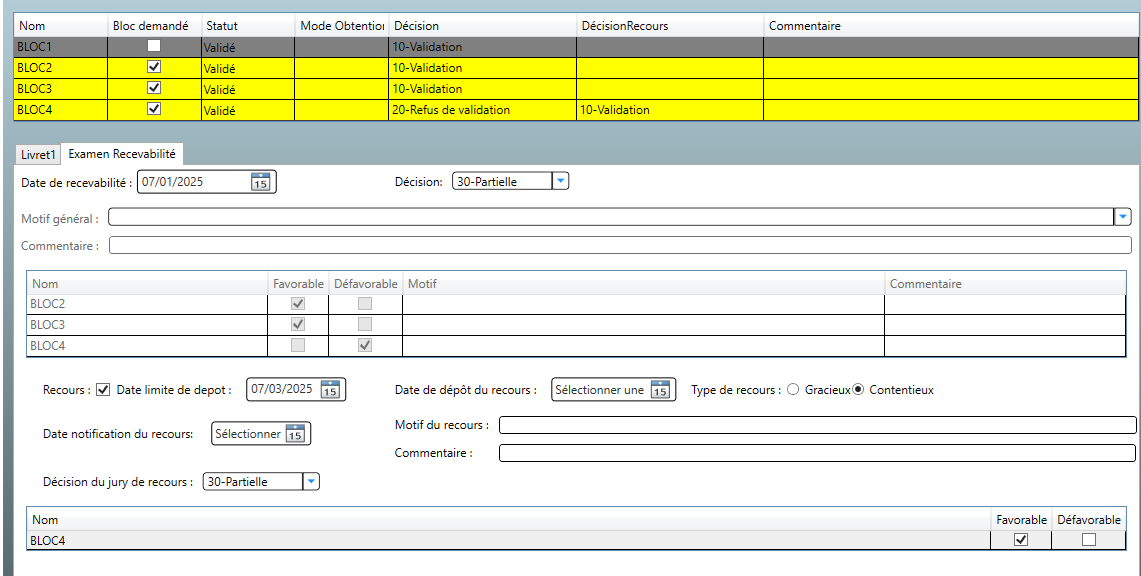 Nom Bloc demandé Statut Mode Obtention Décision DécisionRecours Commentaire
BLOC1 Validé 10-Validation
BLOC2 Validé 10-Validation
BLOC3 Validé 10-Validation
BLOC4 Validé 20-Refus de validation 10-Validation
Livret1 Examen Recevabilité
Date de recevabilité : 07/01/2025 15 Décision: 30-Partielle
Motif général :
Commentaire :
Nom Favorable Défavorable Motif Commentaire
BLOC2
BLOC3
BLOC4
Recours : Date limite de depot : 07/03/2025 15 Date de dépôt du recours : Sélectionner une 15 Type de recours : Gracieux Contentieux
Date notification du recours: Sélectionner 15 Motif du recours :
Commentaire :
Décision du jury de recours : 30-Partielle
Nom Favorable Défavorable
BLOC4